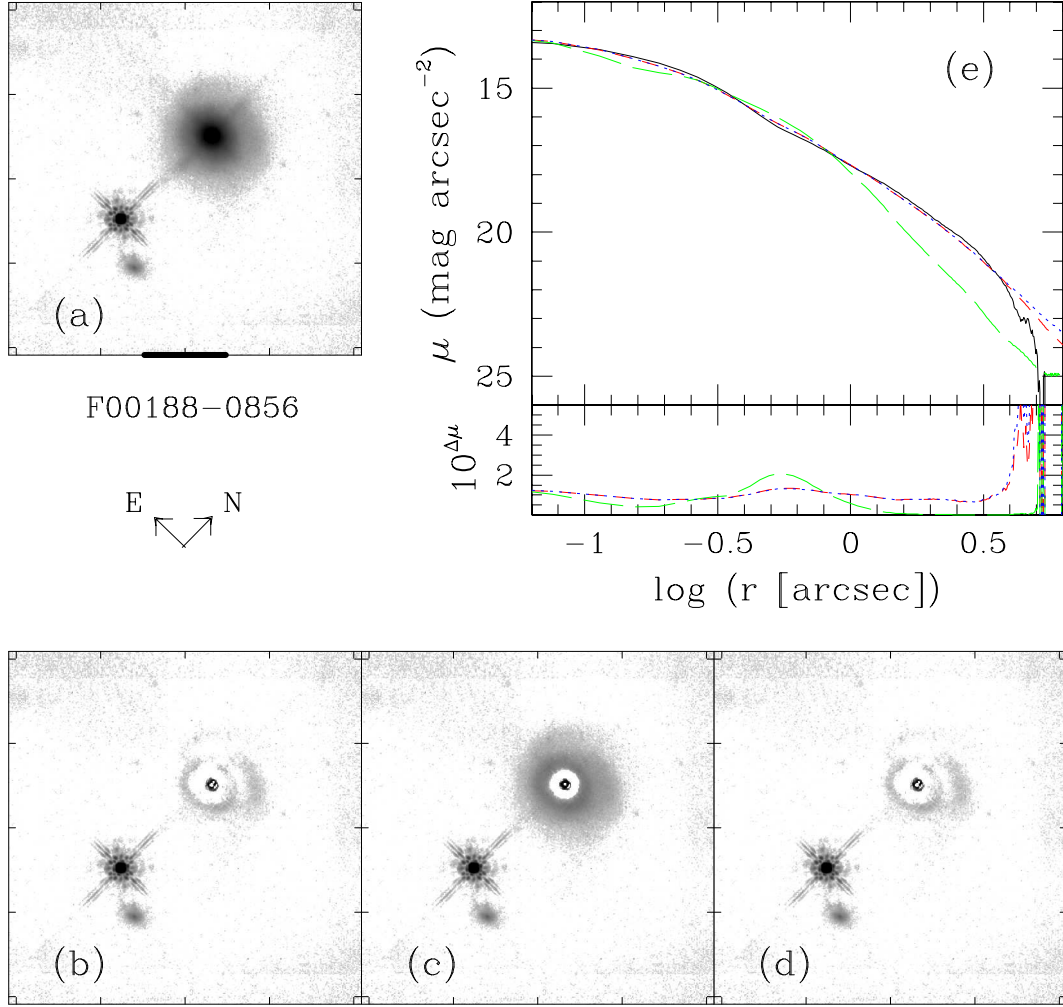 (a)
F00188−0856
E N
(e)
μ (mag arcsec⁻²)
15
20
25
10^Δμ
4
2
−1 −0.5 0 0.5
log (r [arcsec])
(b) (c) (d)